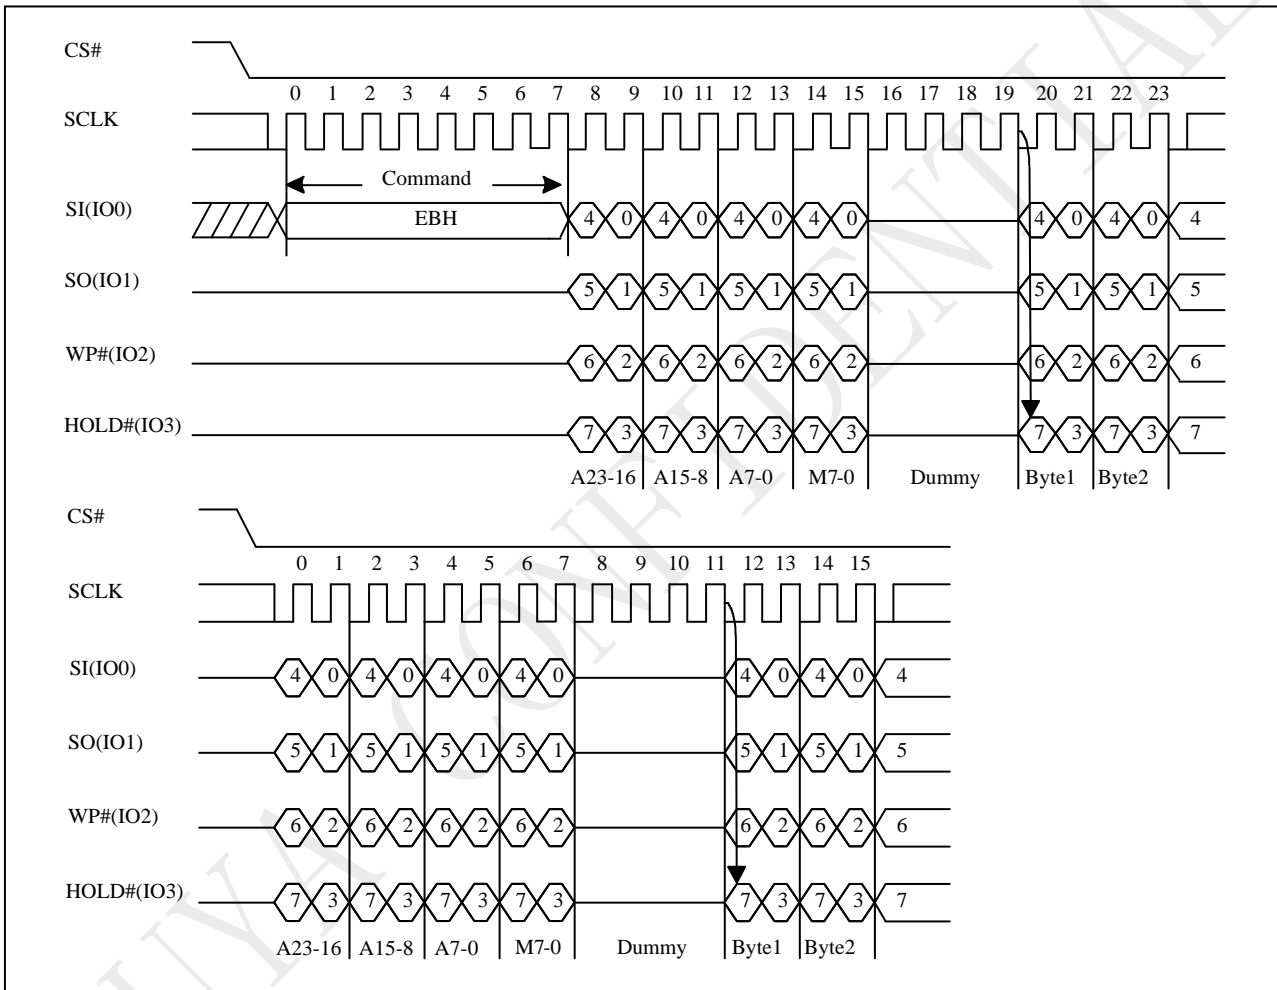 CS#
0 1 2 3 4 5 6 7 8 9 10 11 12 13 14 15 16 17 18 19 20 21 22 23
SCLK
Command
SI(IO0) EBH 4 0 4 0 4 0 4 0 4 0 4 0 4
SO(IO1) 5 1 5 1 5 1 5 1 5 1 5 1 5
WP#(IO2) 6 2 6 2 6 2 6 2 6 2 6 2 6
HOLD#(IO3) 7 3 7 3 7 3 7 3 7 3 7 3 7
A23-16 A15-8 A7-0 M7-0 Dummy Byte1 Byte2
CS#
0 1 2 3 4 5 6 7 8 9 10 11 12 13 14 15
SCLK
SI(IO0) 4 0 4 0 4 0 4 0 4 0 4 0 4
SO(IO1) 5 1 5 1 5 1 5 1 5 1 5 1 5
WP#(IO2) 6 2 6 2 6 2 6 2 6 2 6 2 6
HOLD#(IO3) 7 3 7 3 7 3 7 3 7 3 7 3 7
A23-16 A15-8 A7-0 M7-0 Dummy Byte1 Byte2
UYA CONFIDENTIAL